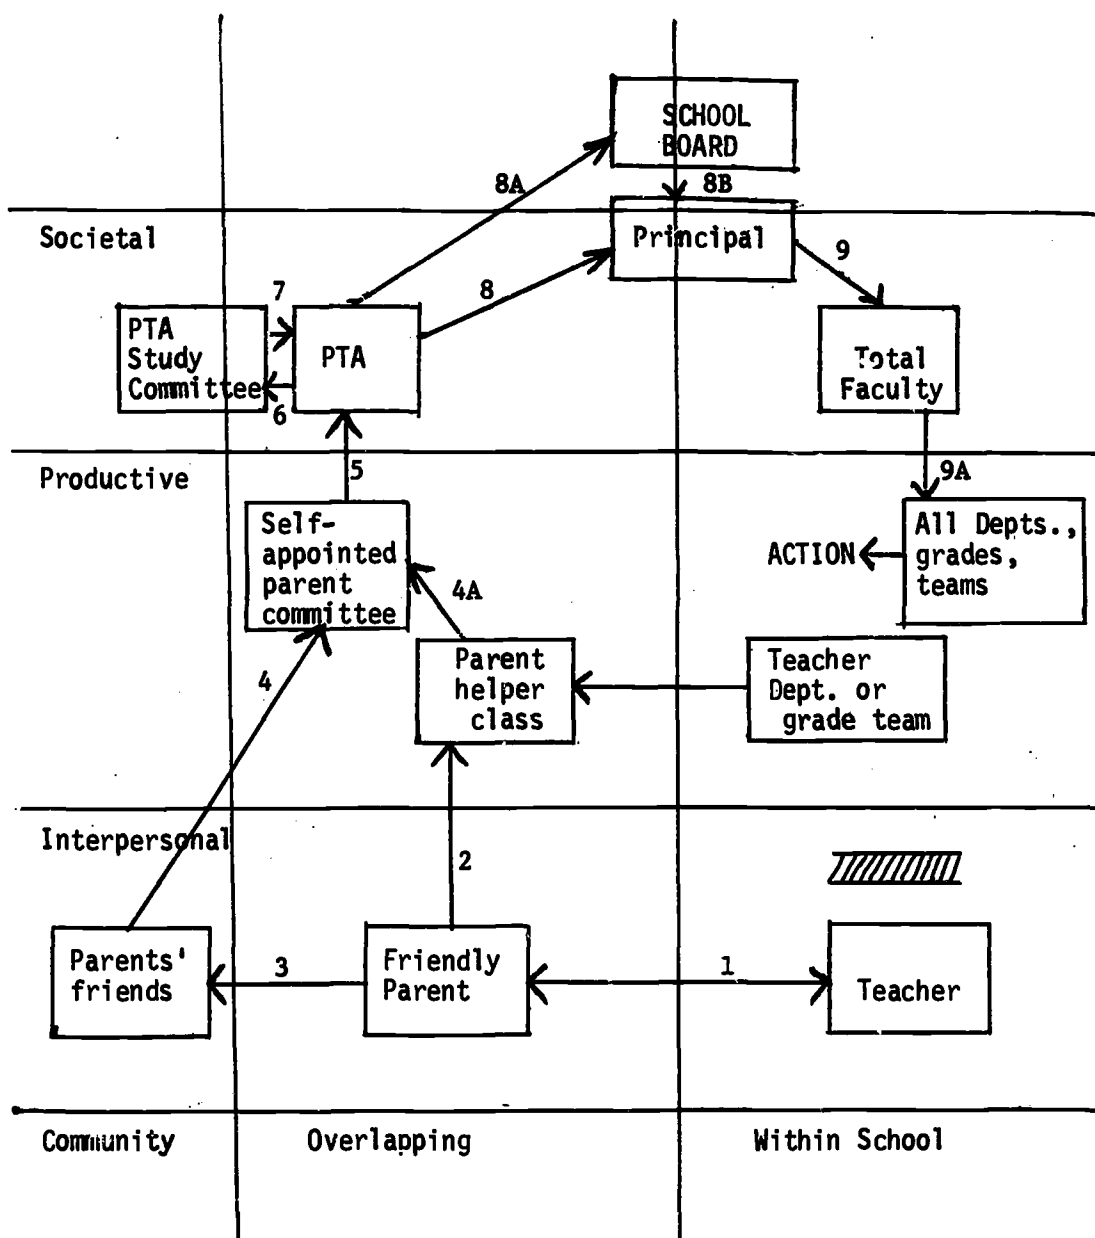 SCHOOL
BOARD
8A
8B
Societal
Principal
9
7
8
PTA
Study
Committee
PTA
Total
Faculty
6
Productive
5
9A
Self-
appointed
parent
committee
All Depts.,
grades,
teams
ACTION
4A
4
Parent
helper
class
Teacher
Dept. or
grade team
Interpersonal
2
Parents'
friends
3
Friendly
Parent
1
Teacher
Community
Overlapping
Within School